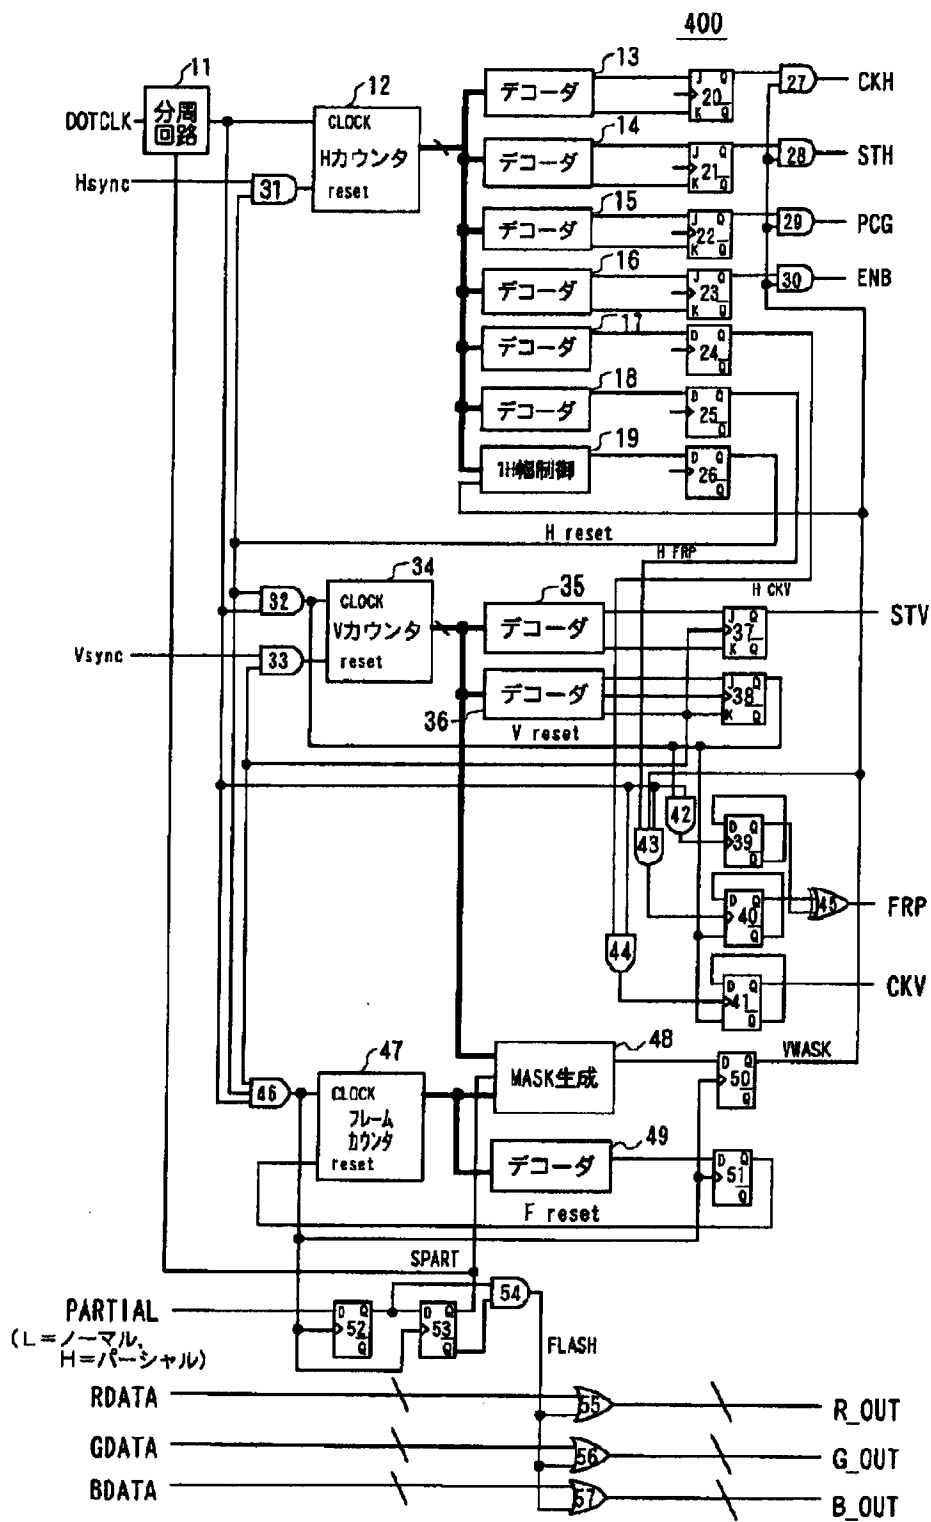 400
11
12
13
DOTCLK
分周
回路
CLOCK
Hカウンタ
reset
Hsync
31
デコーダ
J Q
20
K Q
27
CKH
14
デコーダ
J Q
21
K Q
28
STH
15
デコーダ
J Q
22
K Q
29
PCG
16
デコーダ
J Q
23
K Q
30
ENB
17
デコーダ
D Q
24
Q
18
デコーダ
D Q
25
Q
19
1H幅制御
D Q
26
Q
H reset
H FRP
H CKV
34
32
CLOCK
Vカウンタ
reset
Vsync
33
35
デコーダ
J Q
37
K Q
STV
36
デコーダ
J Q
38
K Q
V reset
42
43
44
D Q
39
Q
D Q
40
Q
45
FRP
D Q
41
Q
CKV
47
46
CLOCK
フレーム
カウンタ
reset
48
MASK生成
D Q
50
Q
VWASK
49
デコーダ
D Q
51
Q
F reset
SPART
54
PARTIAL
(L=ノーマル、
H=パーシャル)
D Q
52
Q
D Q
53
Q
FLASH
RDATA
55
R_OUT
GDATA
56
G_OUT
BDATA
57
B_OUT